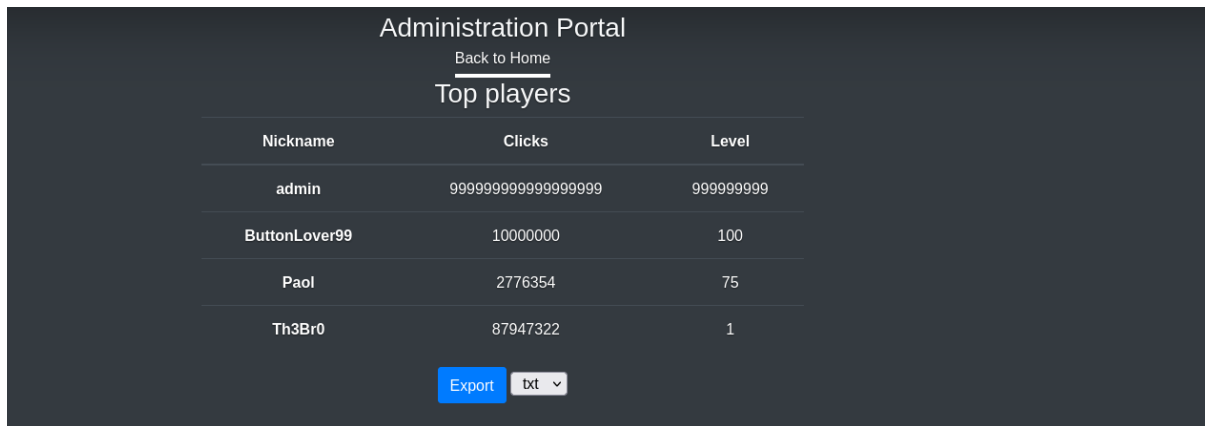 Administration Portal
Back to Home
Top players
Nickname Clicks Level
admin 999999999999999999 999999999
ButtonLover99 10000000 100
Paol 2776354 75
Th3Br0 87947322 1
Export txt